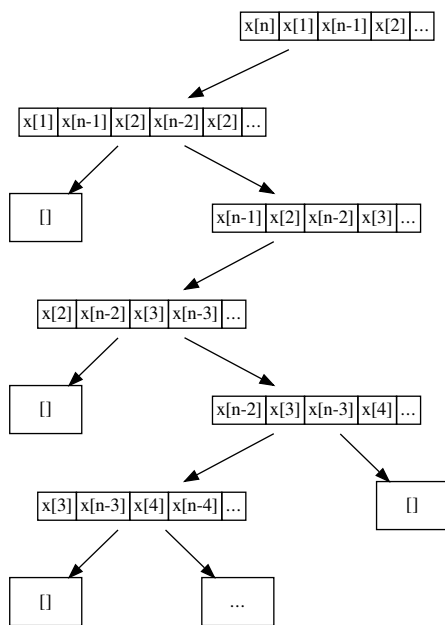 x[n] x[1] x[n-1] x[2] ...
x[1] x[n-1] x[2] x[n-2] x[2] ...
[]
x[n-1] x[2] x[n-2] x[3] ...
x[2] x[n-2] x[3] x[n-3] ...
[]
x[n-2] x[3] x[n-3] x[4] ...
x[3] x[n-3] x[4] x[n-4] ...
[]
[]
...